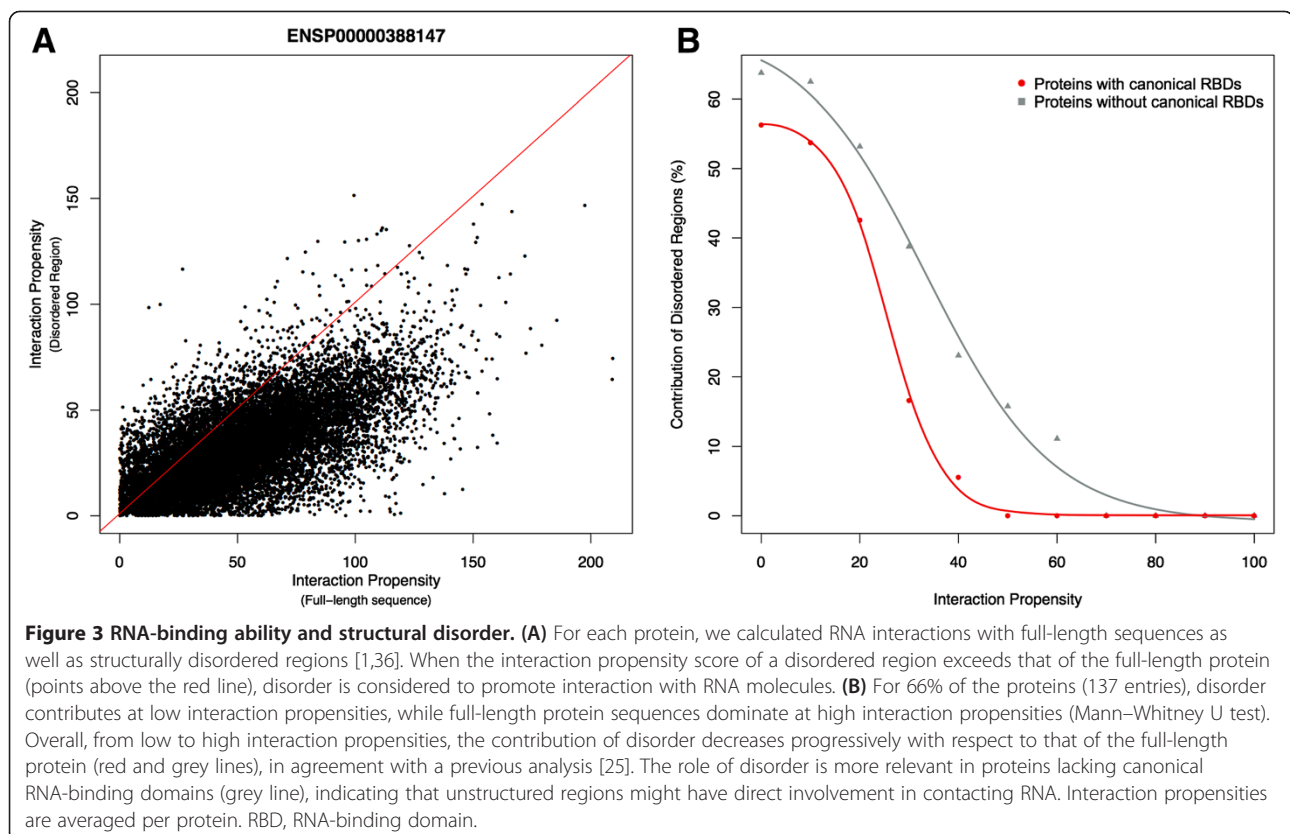 A
ENSP00000388147
200
150
100
50
0
Interaction Propensity
(Disordered Region)
0
50
100
150
200
Interaction Propensity
(Full–length sequence)
B
Proteins with canonical RBDs
Proteins without canonical RBDs
60
50
40
30
20
10
0
Contribution of Disordered Regions (%)
0
20
40
60
80
100
Interaction Propensity
Figure 3 RNA-binding ability and structural disorder. (A) For each protein, we calculated RNA interactions with full-length sequences as
well as structurally disordered regions [1,36]. When the interaction propensity score of a disordered region exceeds that of the full-length protein
(points above the red line), disorder is considered to promote interaction with RNA molecules. (B) For 66% of the proteins (137 entries), disorder
contributes at low interaction propensities, while full-length protein sequences dominate at high interaction propensities (Mann–Whitney U test).
Overall, from low to high interaction propensities, the contribution of disorder decreases progressively with respect to that of the full-length
protein (red and grey lines), in agreement with a previous analysis [25]. The role of disorder is more relevant in proteins lacking canonical
RNA-binding domains (grey line), indicating that unstructured regions might have direct involvement in contacting RNA. Interaction propensities
are averaged per protein. RBD, RNA-binding domain.